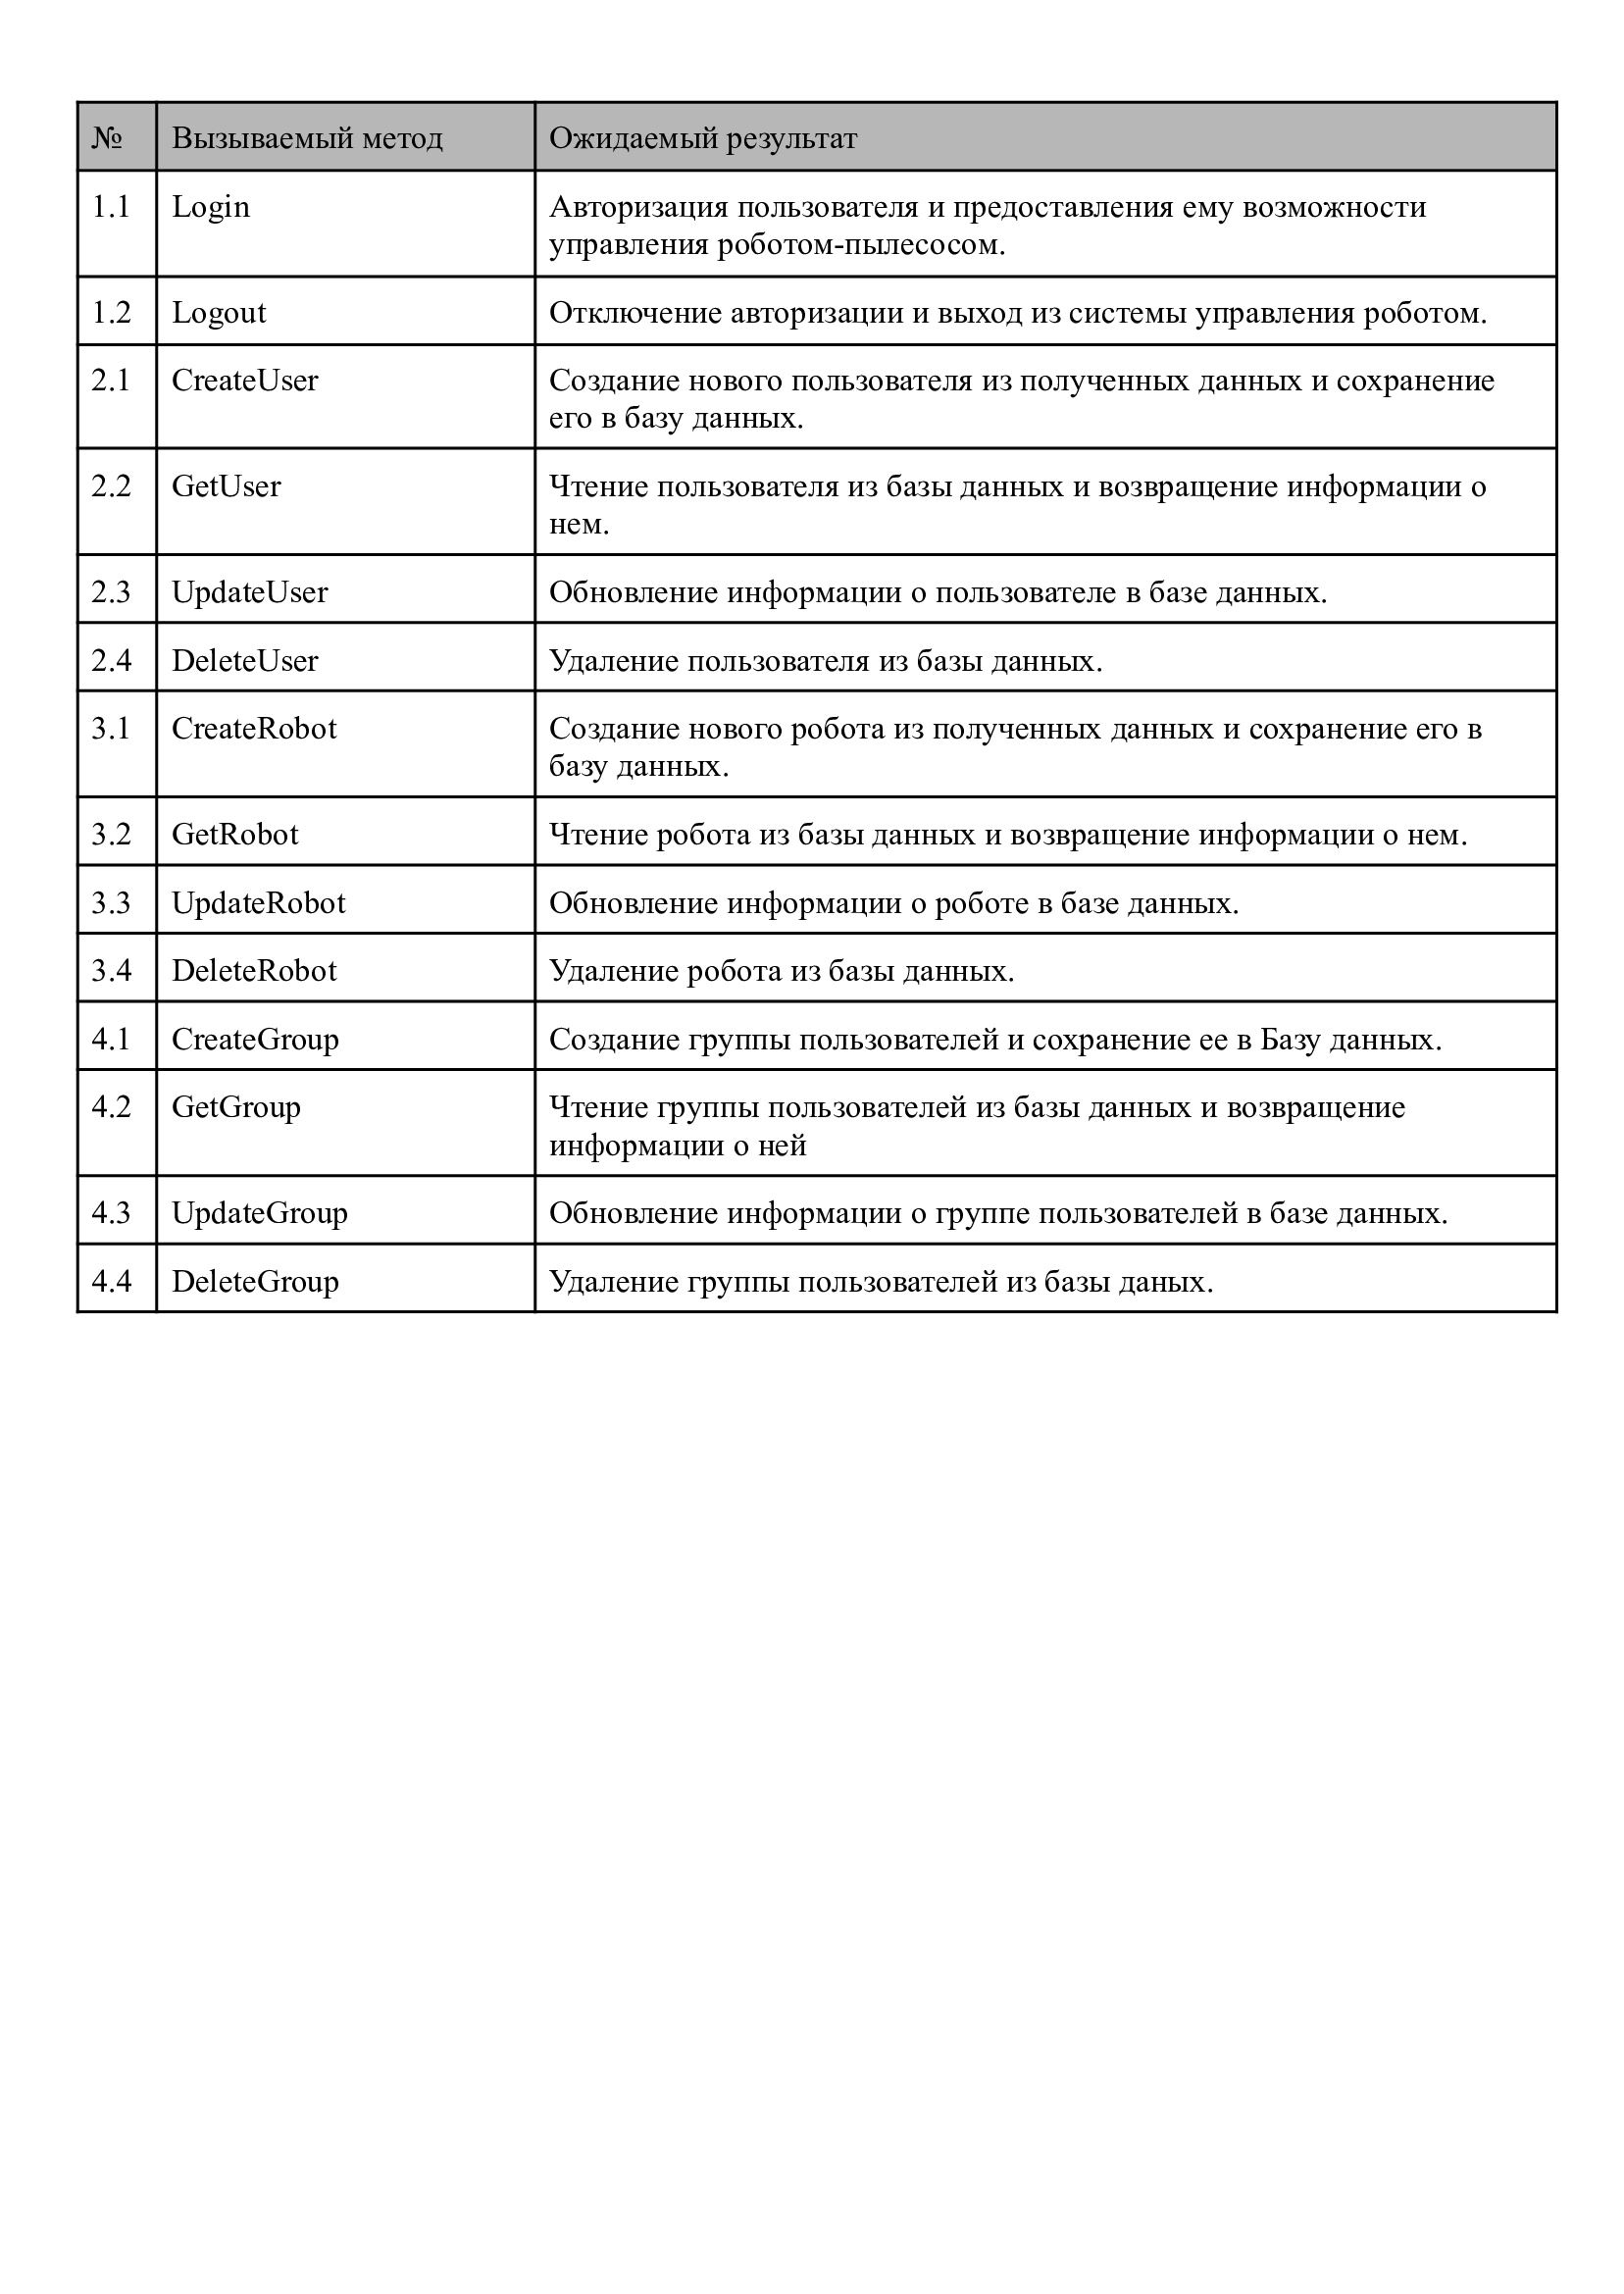 № Вызываемый метод Ожидаемый результат
1.1 Login Авторизация пользователя и предоставления ему возможности
управления роботом-пылесосом.
1.2 Logout Отключение авторизации и выход из системы управления роботом.
2.1 CreateUser Создание нового пользователя из полученных данных и сохранение
его в базу данных.
2.2 GetUser Чтение пользователя из базы данных и возвращение информации о
нем.
2.3 UpdateUser Обновление информации о пользователе в базе данных.
2.4 DeleteUser Удаление пользователя из базы данных.
3.1 CreateRobot Создание нового робота из полученных данных и сохранение его в
базу данных.
3.2 GetRobot Чтение робота из базы данных и возвращение информации о нем.
3.3 UpdateRobot Обновление информации о роботе в базе данных.
3.4 DeleteRobot Удаление робота из базы данных.
4.1 CreateGroup Создание группы пользователей и сохранение ее в Базу данных.
4.2 GetGroup Чтение группы пользователей из базы данных и возвращение
информации о ней
4.3 UpdateGroup Обновление информации о группе пользователей в базе данных.
4.4 DeleteGroup Удаление группы пользователей из базы даных.